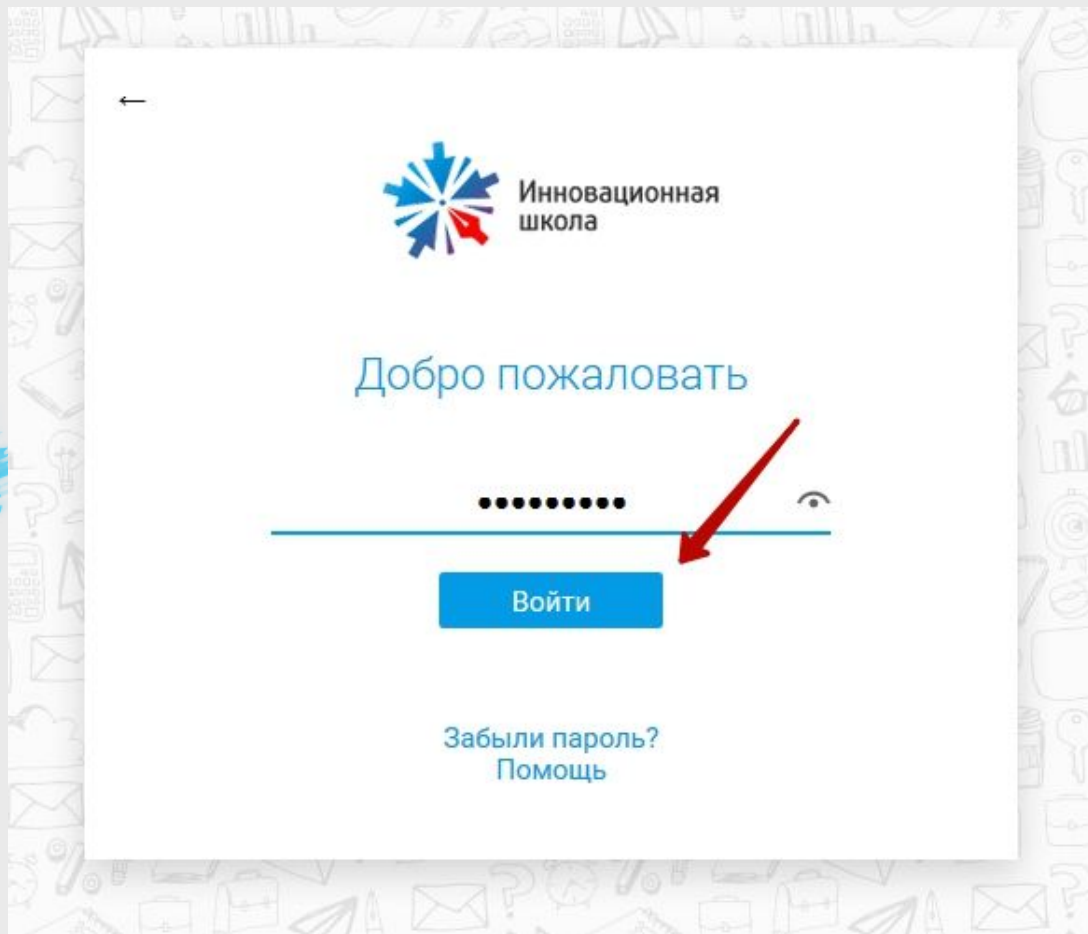 Инновационная
школа
Добро пожаловать
Войти
Забыли пароль?
Помощь